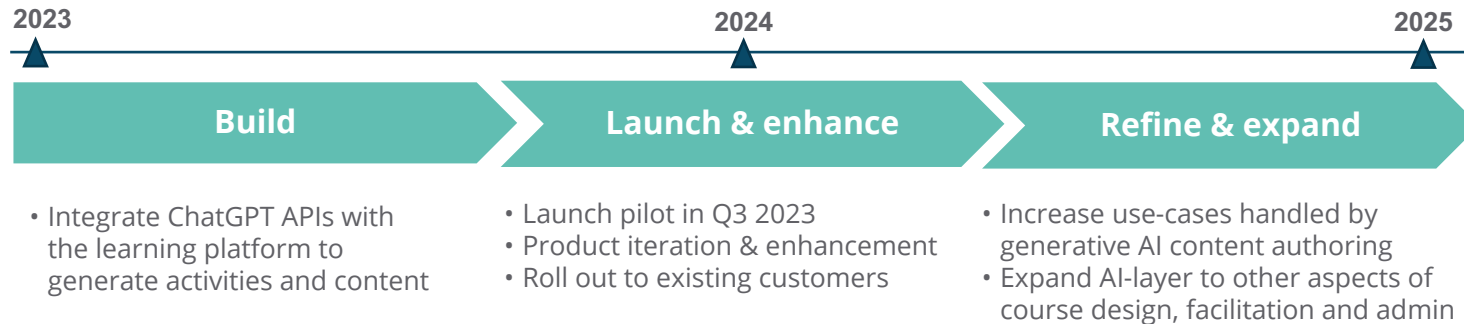 2023
2024
2025
Build
Launch & enhance
Refine & expand
• Integrate ChatGPT APIs with
the learning platform to
generate activities and content
• Launch pilot in Q3 2023
• Product iteration & enhancement
• Roll out to existing customers
• Increase use-cases handled by
generative AI content authoring
• Expand AI-layer to other aspects of
course design, facilitation and admin